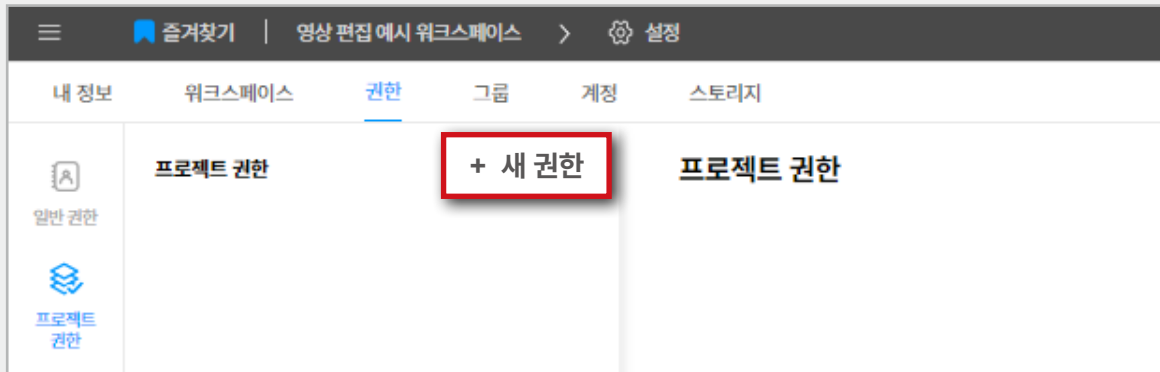 즐겨찾기 | 영상 편집 예시 워크스페이스 > 설정
내 정보 워크스페이스 권한 그룹 계정 스토리지
프로젝트 권한 + 새 권한 프로젝트 권한
일반 권한
프로젝트
권한